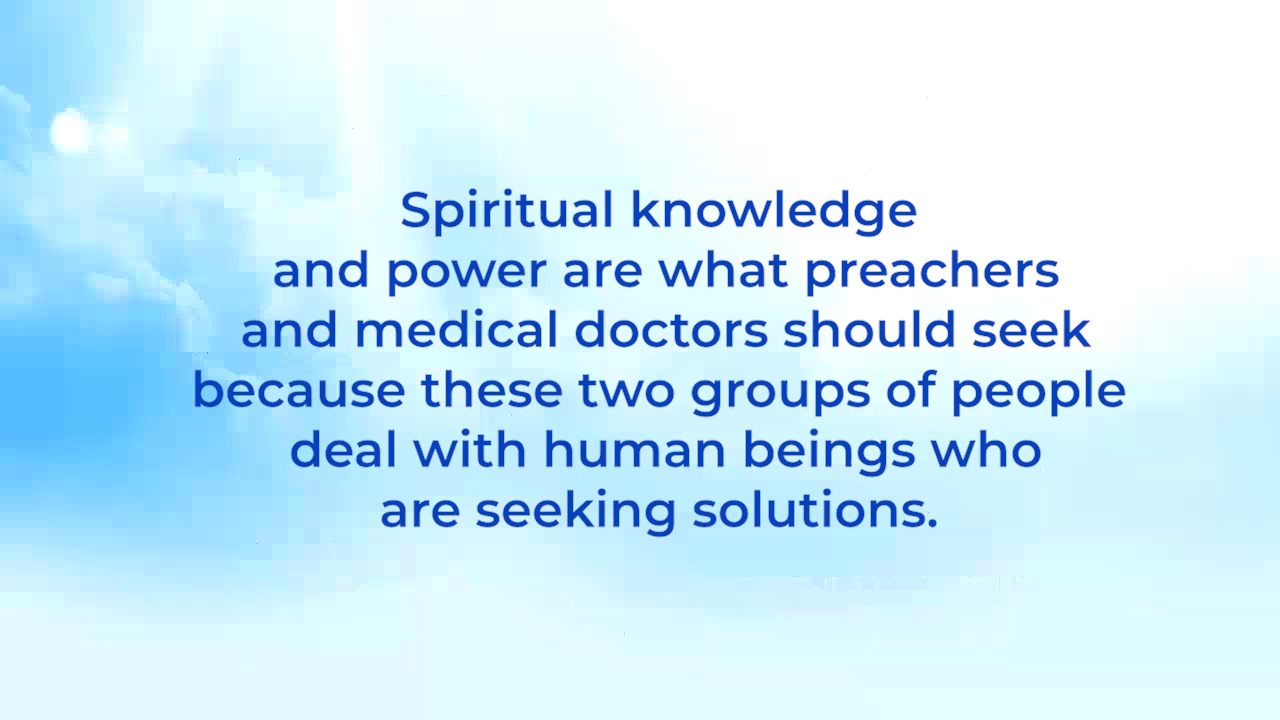 Spiritual knowledge
and power are what preachers
and medical doctors should seek
because these two groups of people
deal with human beings who
are seeking solutions.